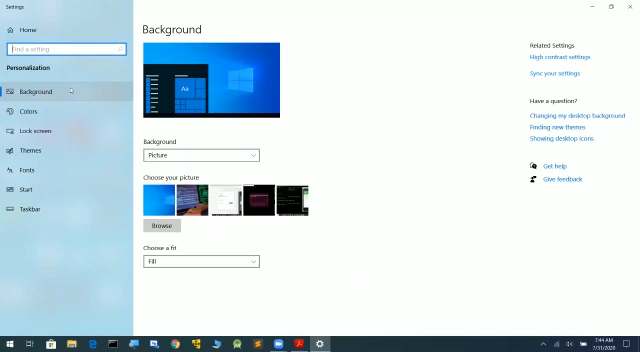 Settings
Home
Find a setting
Personalization
Background
Colors
Lock screen
Themes
Fonts
Start
Taskbar
Background
Aa
Background
Picture
Choose your picture
Browse
Choose a fit
Fill
Related Settings
High contrast settings
Sync your settings
Have a question?
Changing my desktop background
Finding new themes
Showing desktop icons
Get help
Give feedback
7:44 AM
7/31/2020